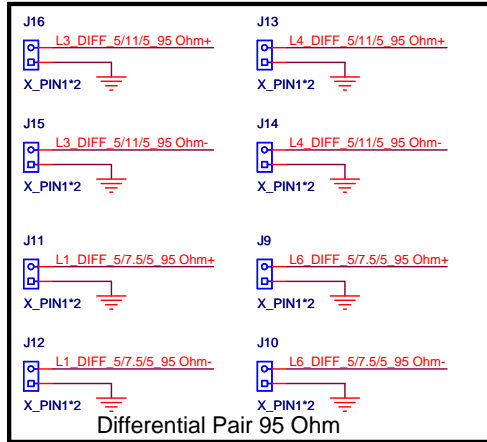 J16
L3_DIFF_5/11/5_95 Ohm+
X_PIN1*2
J13
L4_DIFF_5/11/5_95 Ohm+
X_PIN1*2
J15
L3_DIFF_5/11/5_95 Ohm-
X_PIN1*2
J14
L4_DIFF_5/11/5_95 Ohm-
X_PIN1*2
J11
L1_DIFF_5/7.5/5_95 Ohm+
X_PIN1*2
J9
L6_DIFF_5/7.5/5_95 Ohm+
X_PIN1*2
J12
L1_DIFF_5/7.5/5_95 Ohm-
X_PIN1*2
J10
L6_DIFF_5/7.5/5_95 Ohm-
X_PIN1*2
Differential Pair 95 Ohm